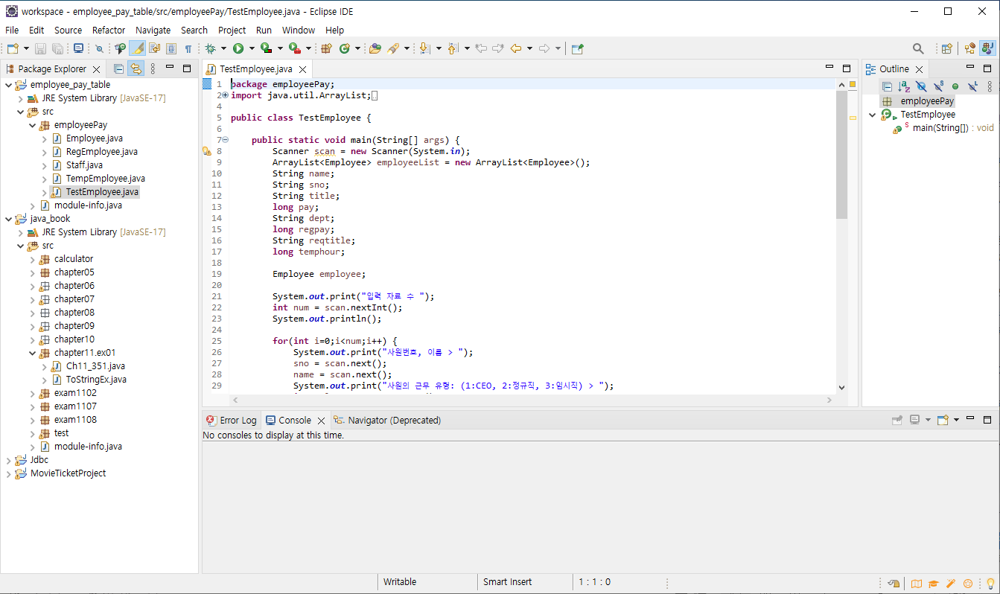 workspace - employee_pay_table/src/employeePay/TestEmployee.java - Eclipse IDE
File Edit Source Refactor Navigate Search Project Run Window Help
Package Explorer
employee_pay_table
JRE System Library [JavaSE-17]
src
employeePay
Employee.java
RegEmployee.java
Staff.java
TempEmployee.java
TestEmployee.java
module-info.java
java_book
JRE System Library [JavaSE-17]
src
calculator
chapter05
chapter06
chapter07
chapter08
chapter09
chapter10
chapter11.ex01
Ch11_351.java
ToStringEx.java
exam1102
exam1107
exam1108
test
module-info.java
Jdbc
MovieTicketProject
TestEmployee.java
1 package employeePay;
2 import java.util.ArrayList;
4
5 public class TestEmployee {
6
7 public static void main(String[] args) {
8 Scanner scan = new Scanner(System.in);
9 ArrayList<Employee> employeeList = new ArrayList<Employee>();
10 String name;
11 String sno;
12 String title;
13 long pay;
14 String dept;
15 long regpay;
16 String reqtitle;
17 long temphour;
18
19 Employee employee;
20
21 System.out.print("입력 자료 수 ");
22 int num = scan.nextInt();
23 System.out.println();
24
25 for(int i=0;i<num;i++) {
26 System.out.print("사원번호, 이름 > ");
27 sno = scan.next();
28 name = scan.next();
29 System.out.print("사원의 근무 유형: (1:CEO, 2:정규직, 3:임시직) > ");
Outline
employeePay
TestEmployee
main(String[]) : void
Error Log Console Navigator (Deprecated)
No consoles to display at this time.
Writable Smart Insert 1 : 1 : 0